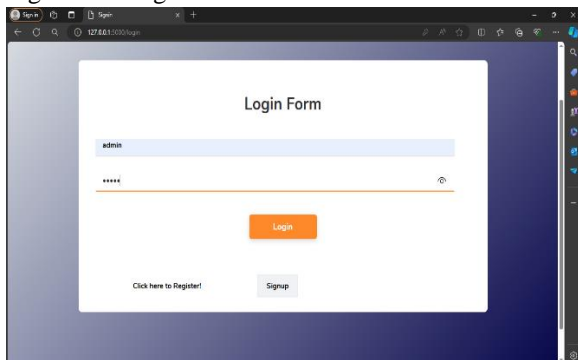 Sign in
Signin
127.0.0.1:5000/login
Login Form
admin
•••••
Login
Click here to Register!
Signup